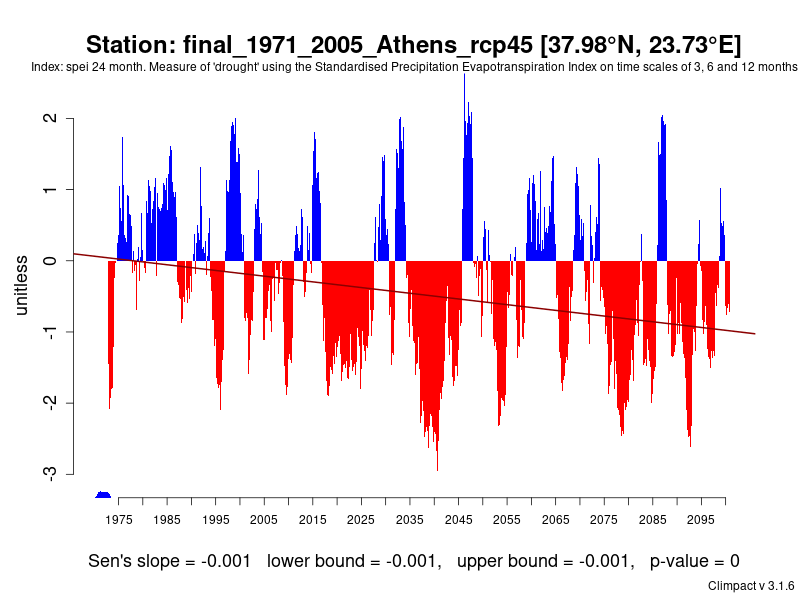 Station: final_1971_2005_Athens_rcp45 [37.98°N, 23.73°E]
Index: spei 24 month. Measure of 'drought' using the Standardised Precipitation Evapotranspiration Index on time scales of 3, 6 and 12 months
2
1
0
-1
-2
-3
unitless
1975 1985 1995 2005 2015 2025 2035 2045 2055 2065 2075 2085 2095
Sen's slope = -0.001 lower bound = -0.001, upper bound = -0.001, p-value = 0
Climpact v 3.1.6